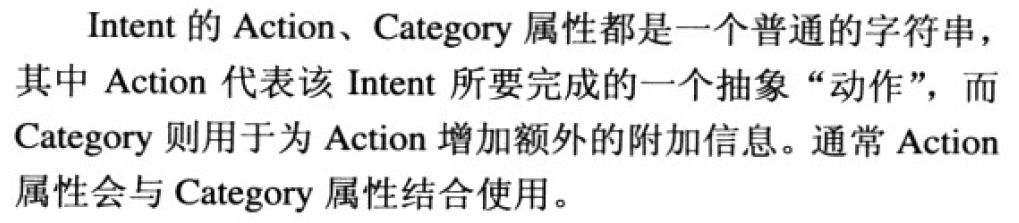 Intent 的 Action、Category 属性都是一个普通的字符串，
其中 Action 代表该 Intent 所要完成的一个抽象“动作”，而
Category 则用于为 Action 增加额外的附加信息。通常 Action
属性会与 Category 属性结合使用。